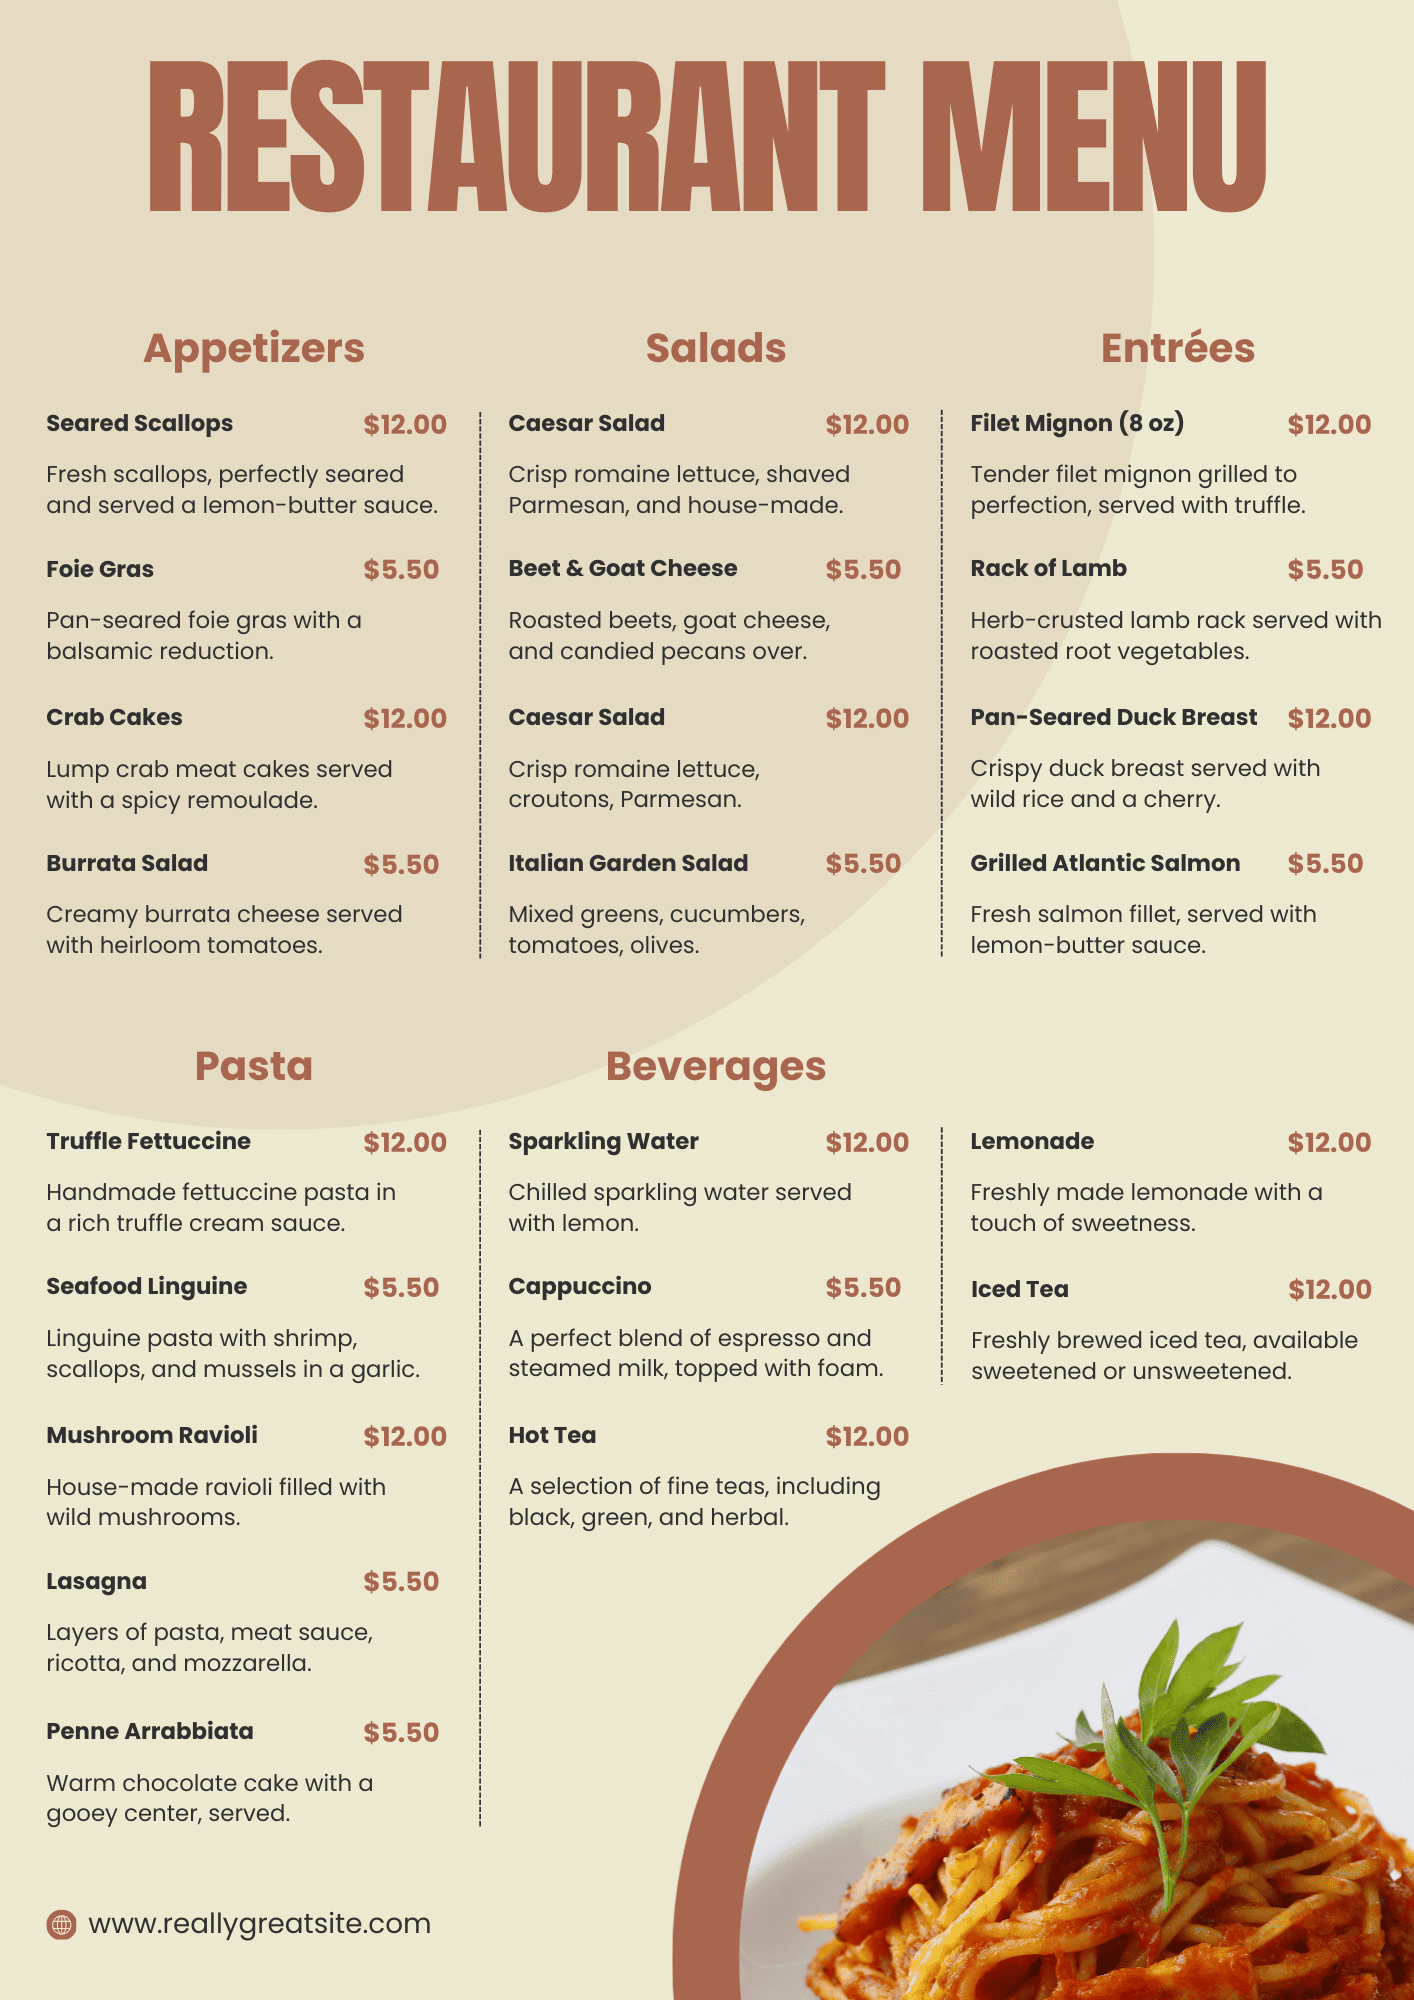 RESTAURANT MENU
Appetizers
Seared Scallops $12.00
Fresh scallops, perfectly seared
and served a lemon-butter sauce.
Foie Gras $5.50
Pan-seared foie gras with a
balsamic reduction.
Crab Cakes $12.00
Lump crab meat cakes served
with a spicy remoulade.
Burrata Salad $5.50
Creamy burrata cheese served
with heirloom tomatoes.
Salads
Caesar Salad $12.00
Crisp romaine lettuce, shaved
Parmesan, and house-made.
Beet & Goat Cheese $5.50
Roasted beets, goat cheese,
and candied pecans over.
Caesar Salad $12.00
Crisp romaine lettuce,
croutons, Parmesan.
Italian Garden Salad $5.50
Mixed greens, cucumbers,
tomatoes, olives.
Entrées
Filet Mignon (8 oz) $12.00
Tender filet mignon grilled to
perfection, served with truffle.
Rack of Lamb $5.50
Herb-crusted lamb rack served with
roasted root vegetables.
Pan-Seared Duck Breast $12.00
Crispy duck breast served with
wild rice and a cherry.
Grilled Atlantic Salmon $5.50
Fresh salmon fillet, served with
lemon-butter sauce.
Pasta
Truffle Fettuccine $12.00
Handmade fettuccine pasta in
a rich truffle cream sauce.
Seafood Linguine $5.50
Linguine pasta with shrimp,
scallops, and mussels in a garlic.
Mushroom Ravioli $12.00
House-made ravioli filled with
wild mushrooms.
Lasagna $5.50
Layers of pasta, meat sauce,
ricotta, and mozzarella.
Penne Arrabbiata $5.50
Warm chocolate cake with a
gooey center, served.
Beverages
Sparkling Water $12.00
Chilled sparkling water served
with lemon.
Cappuccino $5.50
A perfect blend of espresso and
steamed milk, topped with foam.
Hot Tea $12.00
A selection of fine teas, including
black, green, and herbal.
Lemonade $12.00
Freshly made lemonade with a
touch of sweetness.
Iced Tea $12.00
Freshly brewed iced tea, available
sweetened or unsweetened.
www.reallygreatsite.com